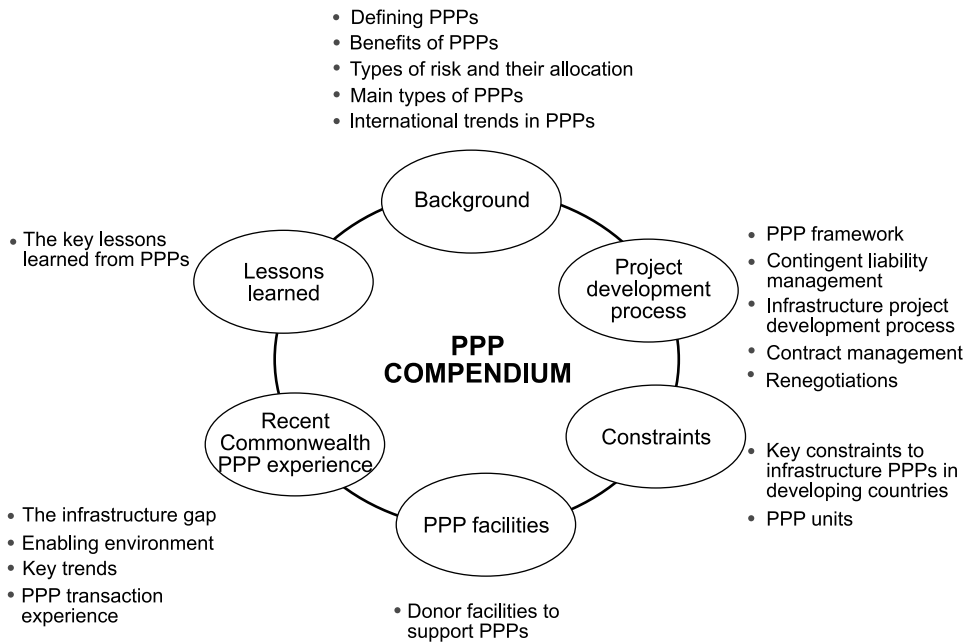 • Defining PPPs
• Benefits of PPPs
• Types of risk and their allocation
• Main types of PPPs
• International trends in PPPs
Background
• The key lessons
learned from PPPs
Lessons
learned
Project
development
process
• PPP framework
• Contingent liability
management
• Infrastructure project
development process
• Contract management
• Renegotiations
PPP
COMPENDIUM
Recent
Commonwealth
PPP experience
Constraints
• Key constraints to
infrastructure PPPs in
developing countries
• PPP units
PPP facilities
• The infrastructure gap
• Enabling environment
• Key trends
• PPP transaction
experience
• Donor facilities to
support PPPs